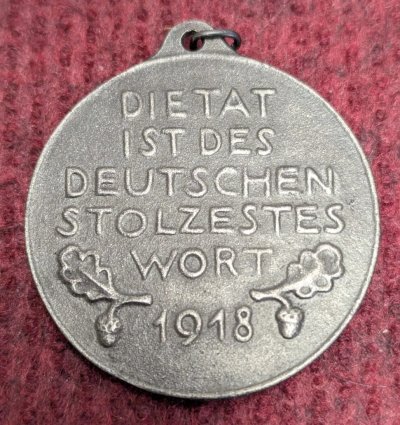 DIE TAT
IST DES
DEUTSCHEN
STOLZESTES
WORT
1918